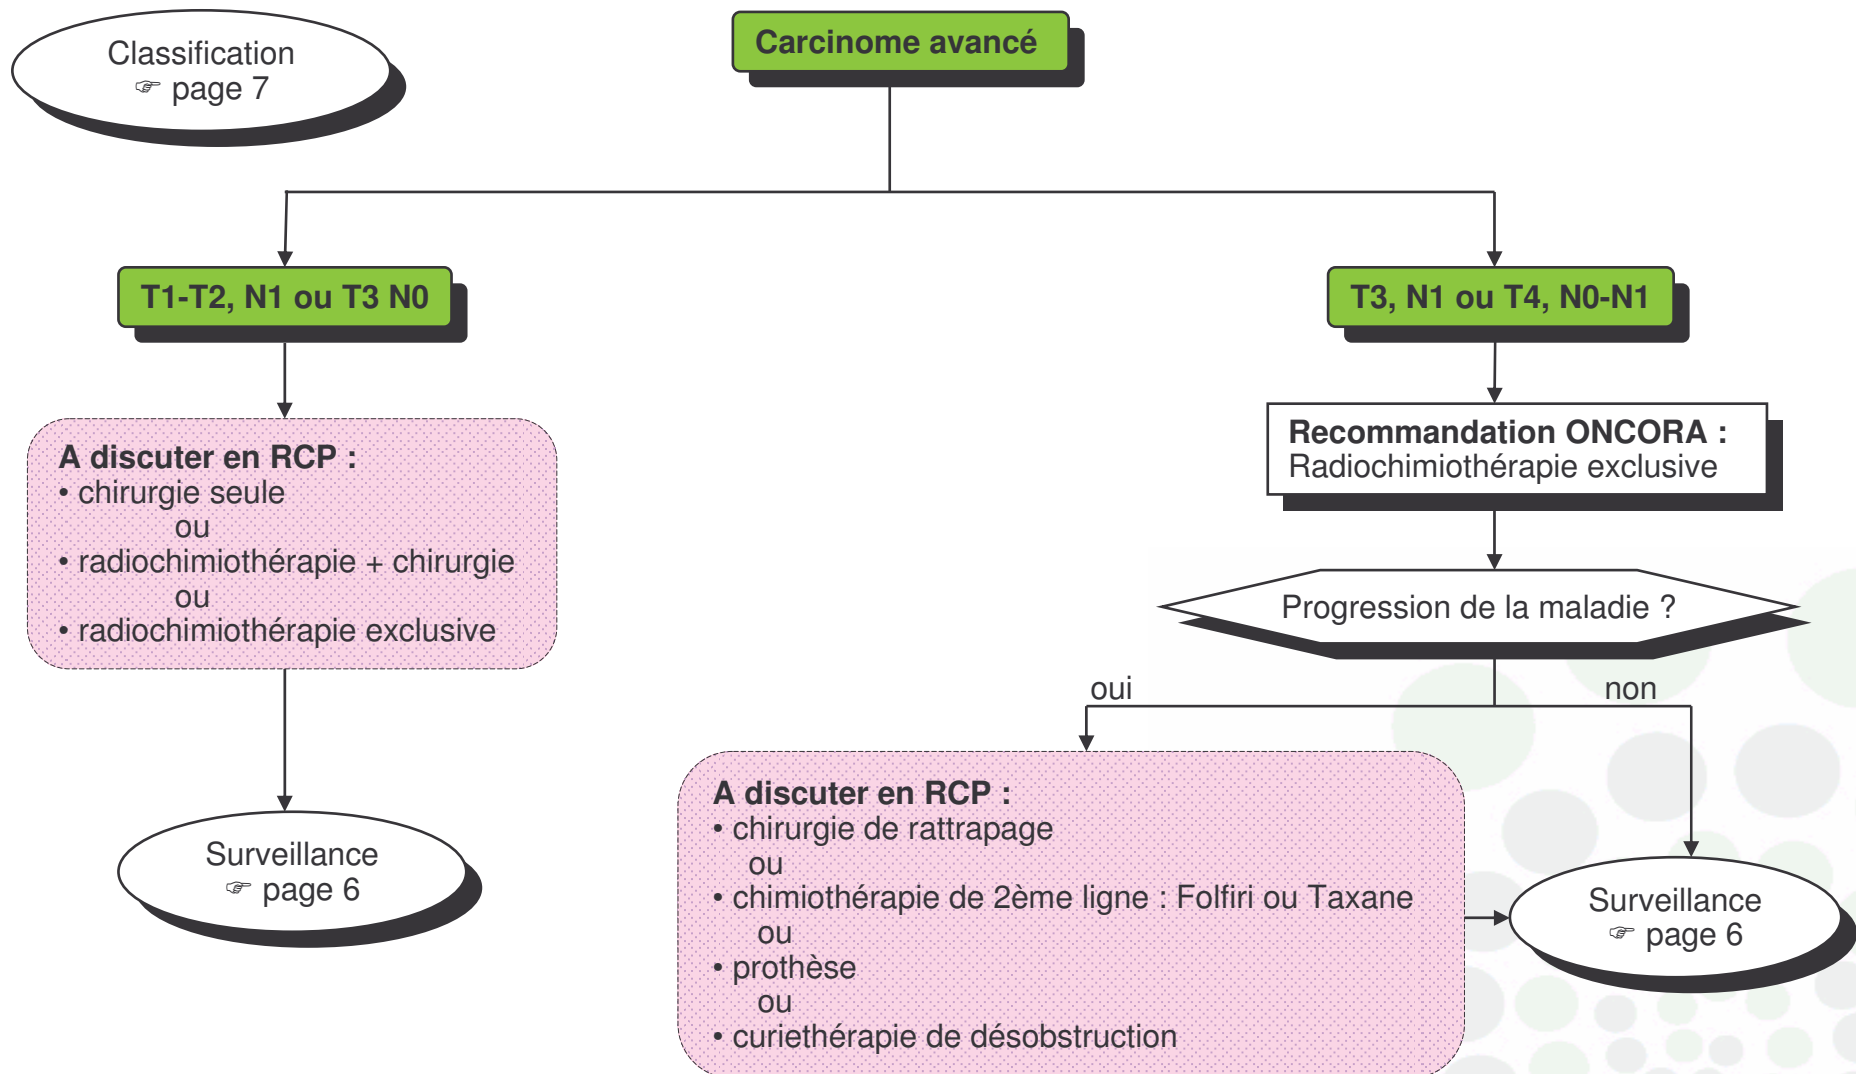 Classification
☞ page 7
Carcinome avancé
T1-T2, N1 ou T3 N0
A discuter en RCP :
• chirurgie seule
ou
• radiochimiothérapie + chirurgie
ou
• radiochimiothérapie exclusive
Surveillance
☞ page 6
T3, N1 ou T4, N0-N1
Recommandation ONCORA :
Radiochimiothérapie exclusive
Progression de la maladie ?
oui
non
A discuter en RCP :
• chirurgie de rattrapage
ou
• chimiothérapie de 2ème ligne : Folfiri ou Taxane
ou
• prothèse
ou
• curiethérapie de désobstruction
Surveillance
☞ page 6